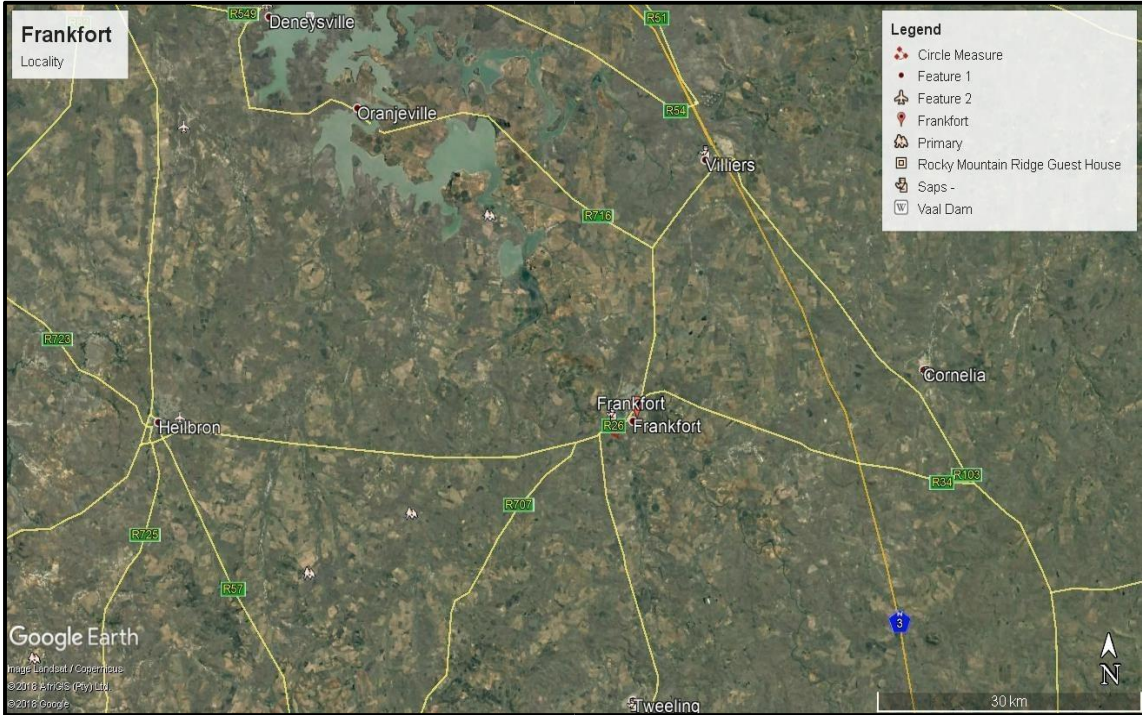 Frankfort
Locality
Legend
Circle Measure
Feature 1
Feature 2
Frankfort
Primary
Rocky Mountain Ridge Guest House
Saps -
Vaal Dam
R549
Deneysville
R51
Oranjeville
R54
Villiers
R716
R723
Cornelia
Frankfort
Heilbron
R26
Frankfort
R34
R103
R707
R725
R57
3
Google Earth
Image Landsat / Copernicus
©2018 AfriGIS (Pty) Ltd.
©2018 Google
Tweeling
N
30 km